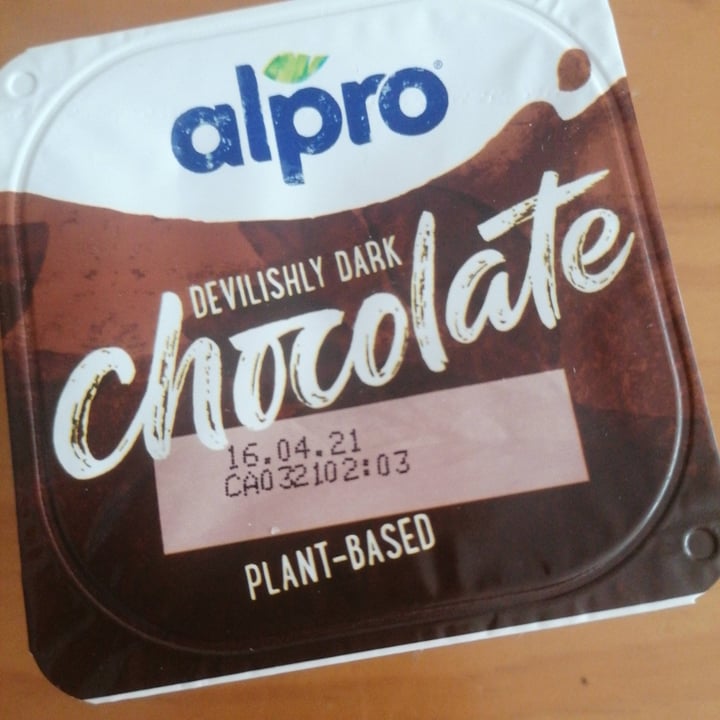 alpro®
DEVILISHLY DARK
chocolate
16.04.21
CA032102:03
PLANT-BASED